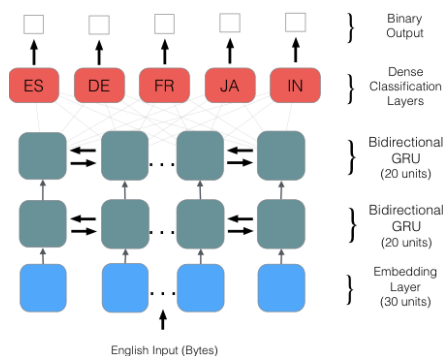 Binary
Output
ES DE FR JA IN
Dense
Classification
Layers
. . .
Bidirectional
GRU
(20 units)
. . .
Bidirectional
GRU
(20 units)
. . .
Embedding
Layer
(30 units)
English Input (Bytes)